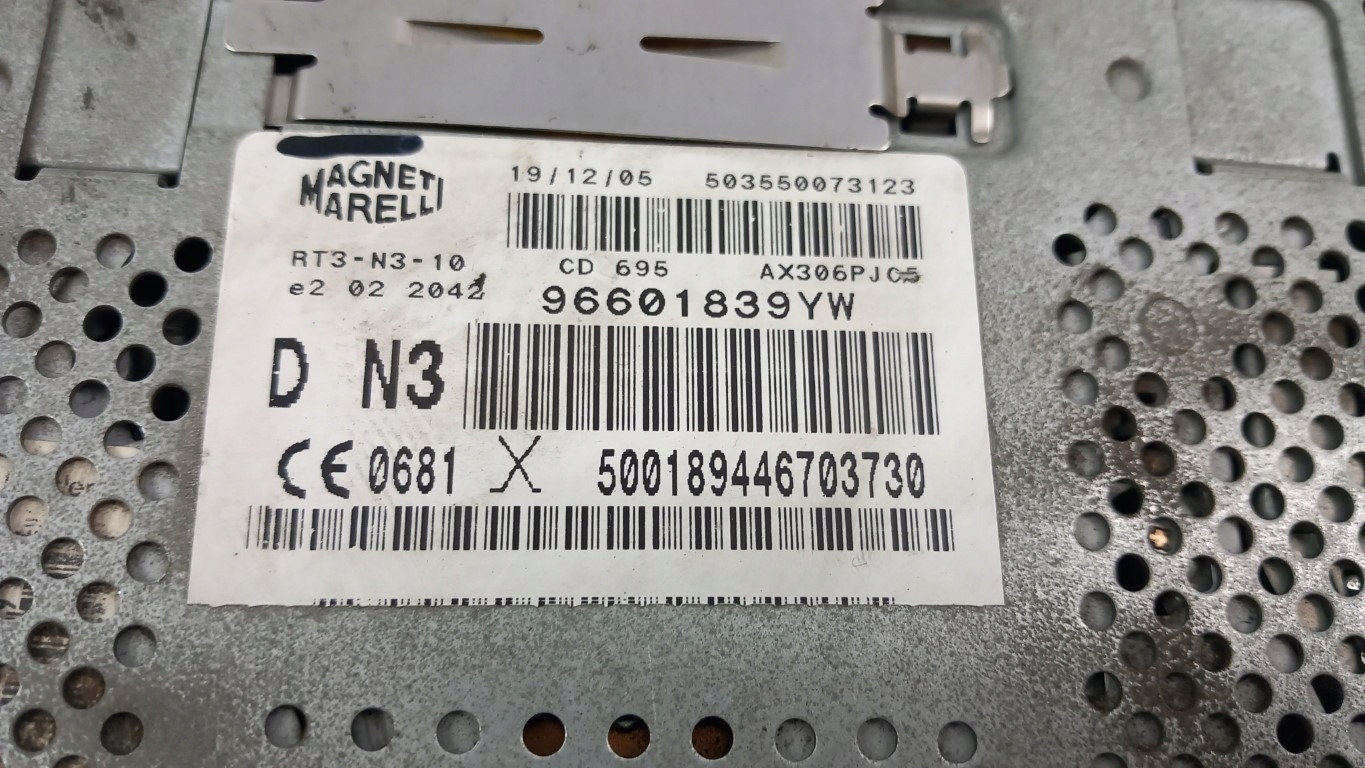 MAGNETI
MARELLI
19/12/05 503550073123
RT3-N3-10 CD 695 AX306PJC5
e2 02 2042 96601839YW
D N3
CE 0681 X 500189446703730